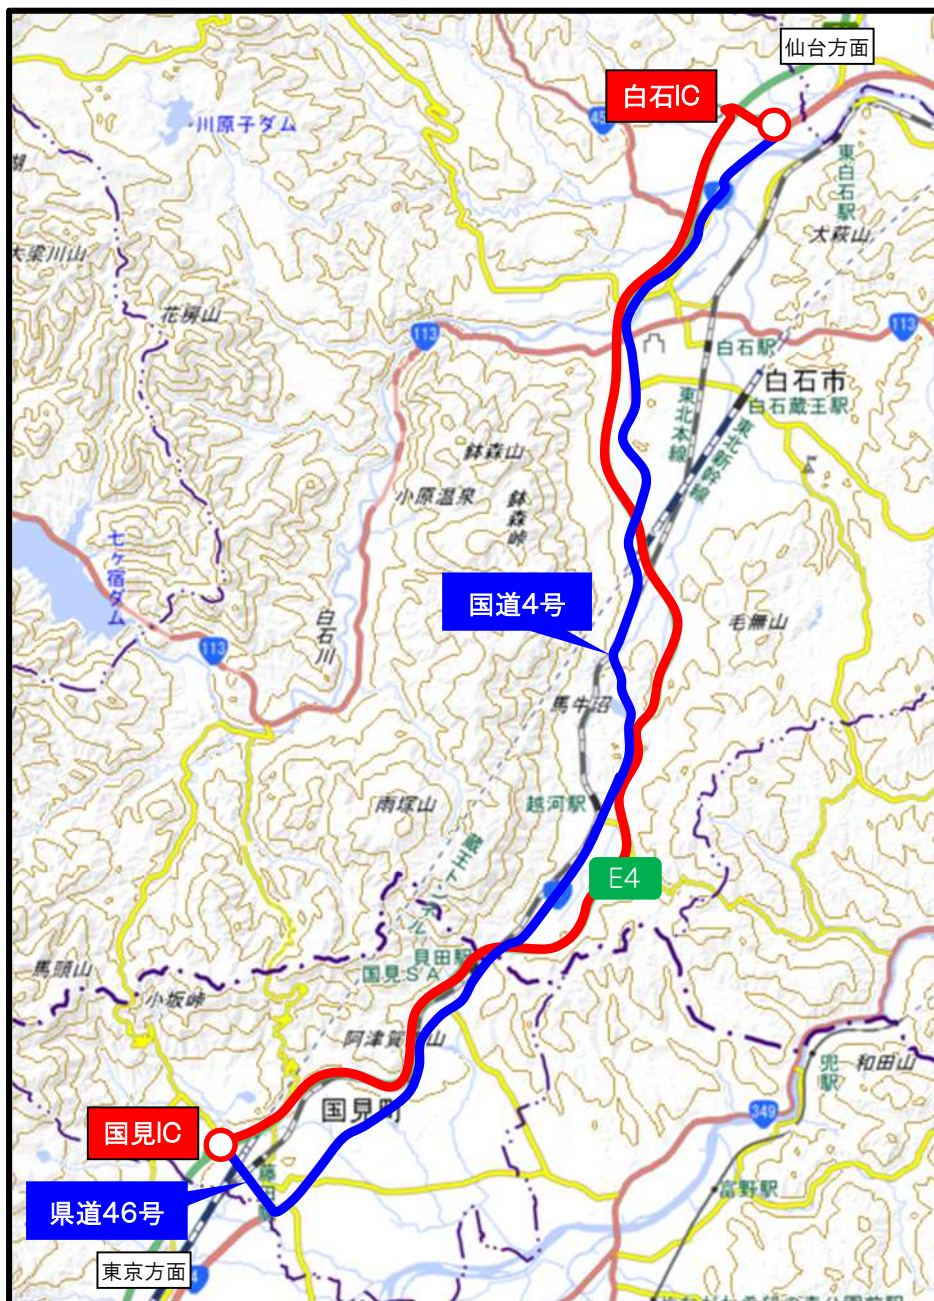 仙台方面
白石IC
川原子ダム
東白石駅
大萩山
花房山
113
113
白石駅
白石市
白石蔵王駅
東北本線
東北新幹線
鉢森山
小原温泉
鉢森峠
七ヶ宿ダム
国道4号
白石川
毛無山
113
馬牛沼
越河駅
雨塚山
蔵王トンネル
E4
貝田駅
国見SA
馬頭山
小坂峠
阿津賀
山
兜駅
和田山
国見町
349
国見IC
富野駅
県道46号
東京方面